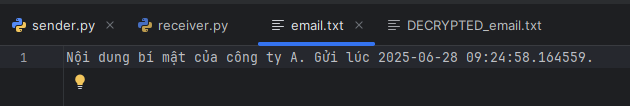 sender.py
receiver.py
email.txt
DECRYPTED_email.txt
1
Nội dung bí mật của công ty A. Gửi lúc 2025-06-28 09:24:58.164559.